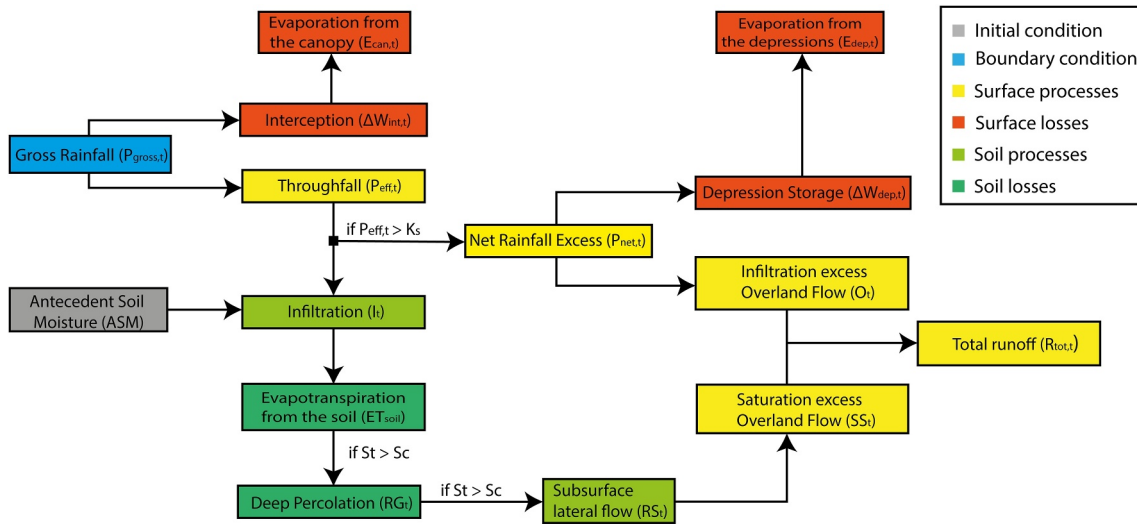 Evaporation from
the canopy (Ecan,t)
Evaporation from
the depressions (Edep,t)
Initial condition
Boundary condition
Surface processes
Surface losses
Soil processes
Soil losses
Interception (ΔWint,t)
Gross Rainfall (Pgross,t)
Throughfall (Peff,t)
Depression Storage (ΔWdep,t)
if Peff,t > Ks
Net Rainfall Excess (Pnet,t)
Infiltration excess
Overland Flow (Ot)
Antecedent Soil
Moisture (ASM)
Infiltration (It)
Total runoff (Rtot,t)
Evapotranspiration
from the soil (ETsoil)
Saturation excess
Overland Flow (SSt)
if St > Sc
if St > Sc
Deep Percolation (RGt)
Subsurface
lateral flow (RSt)